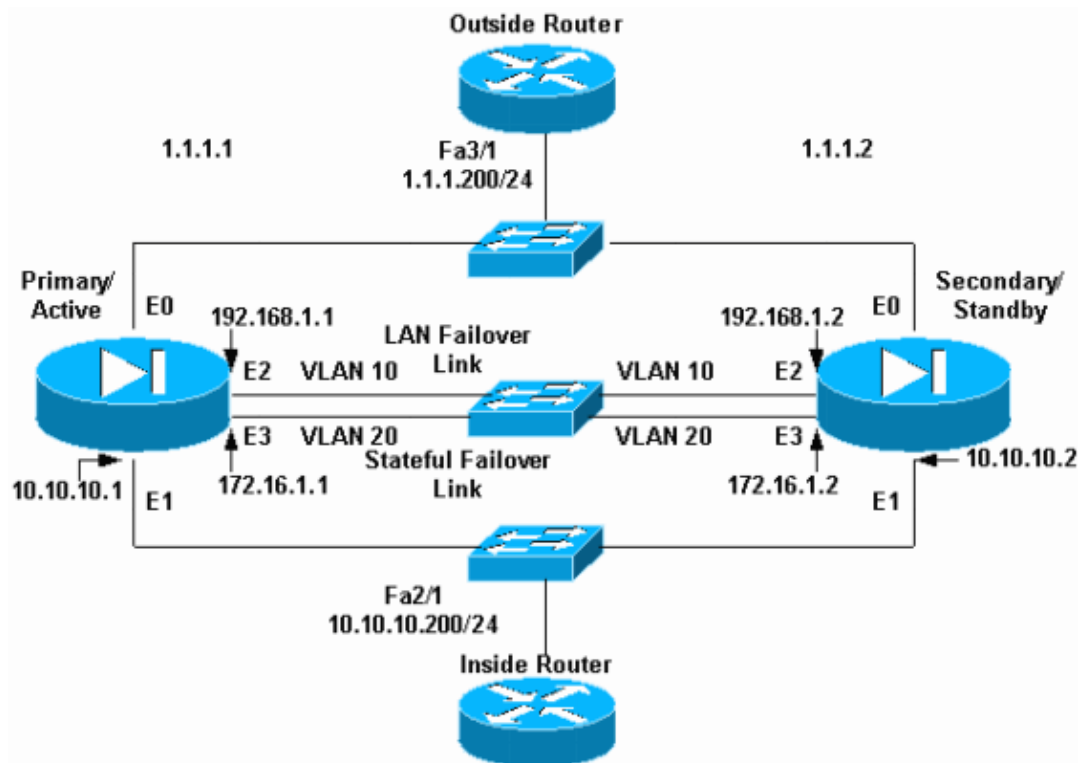 Outside Router
1.1.1.1
Fa3/1
1.1.1.200/24
1.1.1.2
Primary/
Active
E0
192.168.1.1
LAN Failover
Link
192.168.1.2
E0
Secondary/
Standby
E2
VLAN 10
VLAN 10
E2
E3
VLAN 20
VLAN 20
E3
Stateful Failover
Link
10.10.10.1
172.16.1.1
172.16.1.2
10.10.10.2
E1
E1
Fa2/1
10.10.10.200/24
Inside Router